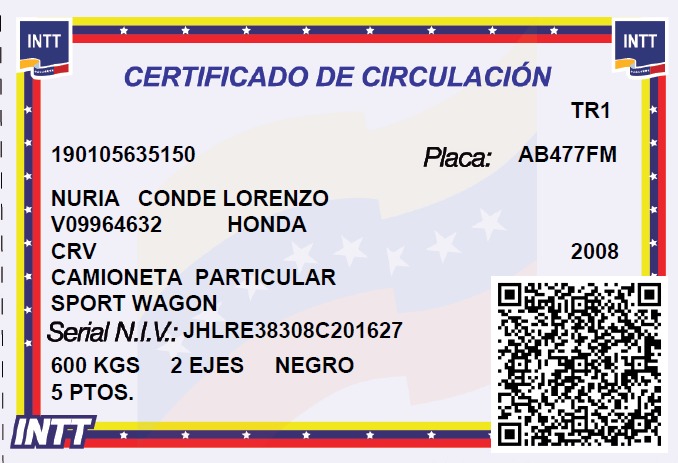 INTT
INTT
CERTIFICADO DE CIRCULACIÓN
TR1
190105635150 Placa: AB477FM
NURIA CONDE LORENZO
V09964632 HONDA
CRV 2008
CAMIONETA PARTICULAR
SPORT WAGON
Serial N.I.V.: JHLRE38308C201627
600 KGS 2 EJES NEGRO
5 PTOS.
INTT